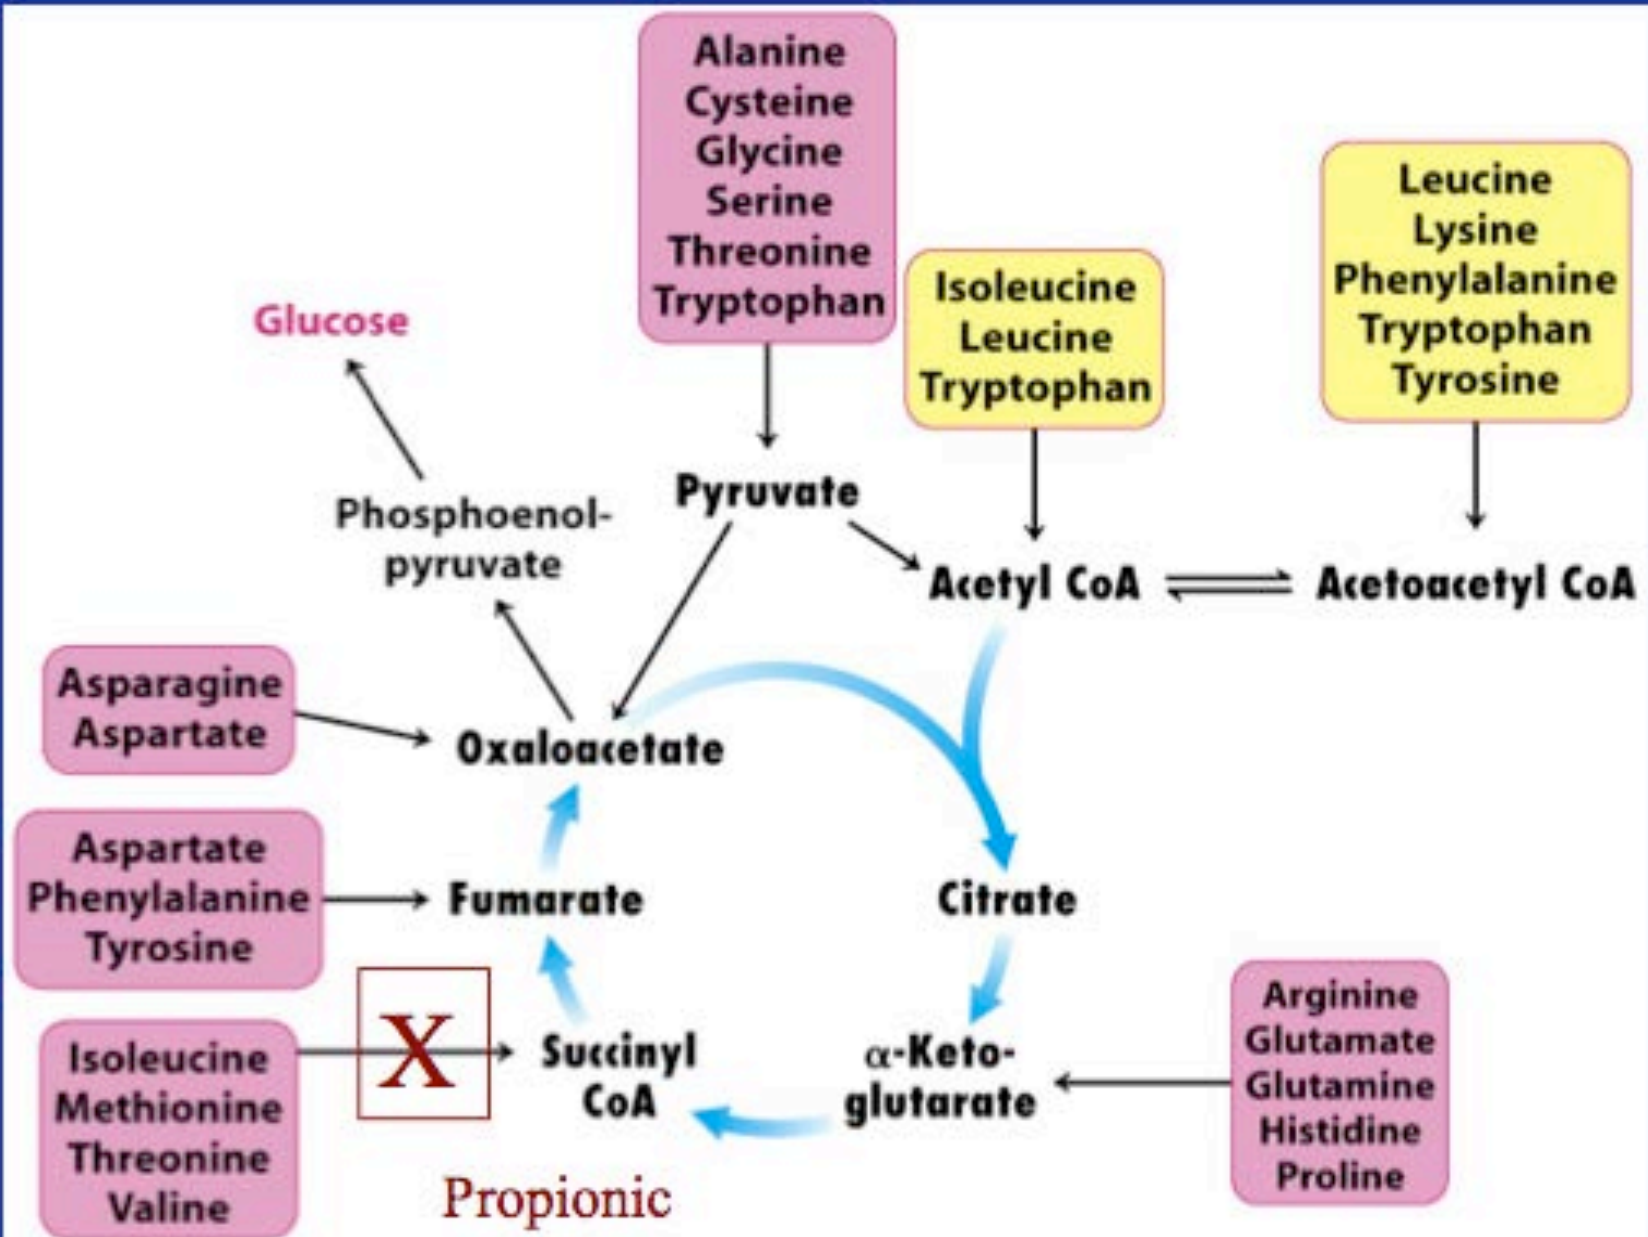 Alanine
Cysteine
Glycine
Serine
Threonine
Tryptophan
Leucine
Lysine
Phenylalanine
Tryptophan
Tyrosine
Isoleucine
Leucine
Tryptophan
Glucose
Phosphoenol-
pyruvate
Pyruvate
Acetyl CoA
Acetoacetyl CoA
Asparagine
Aspartate
Oxaloacetate
Aspartate
Phenylalanine
Tyrosine
Fumarate
Citrate
Isoleucine
Methionine
Threonine
Valine
X
Succinyl
CoA
α-Keto-
glutarate
Arginine
Glutamate
Glutamine
Histidine
Proline
Propionic